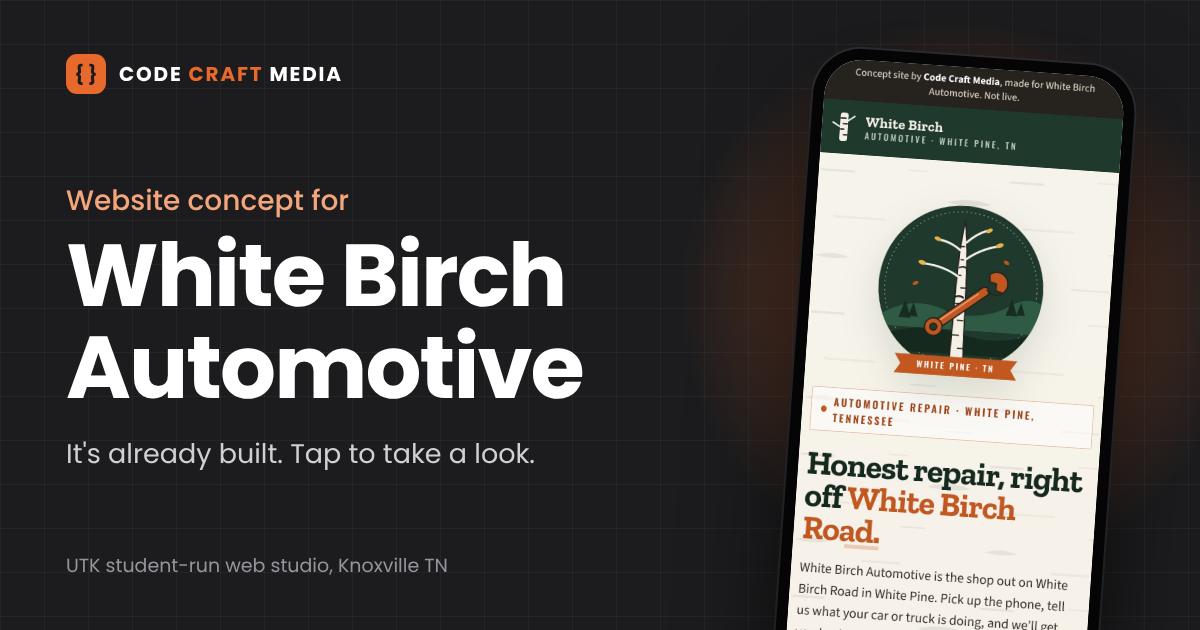 { }
CODE CRAFT MEDIA
Website concept for
White Birch
Automotive
It's already built. Tap to take a look.
UTK student-run web studio, Knoxville TN
Concept site by Code Craft Media, made for White Birch
Automotive. Not live.
White Birch
AUTOMOTIVE · WHITE PINE, TN
WHITE PINE · TN
AUTOMOTIVE REPAIR · WHITE PINE,
TENNESSEE
Honest repair, right
off White Birch
Road.
White Birch Automotive is the shop out on White
Birch Road in White Pine. Pick up the phone, tell
us what your car or truck is doing, and we'll get